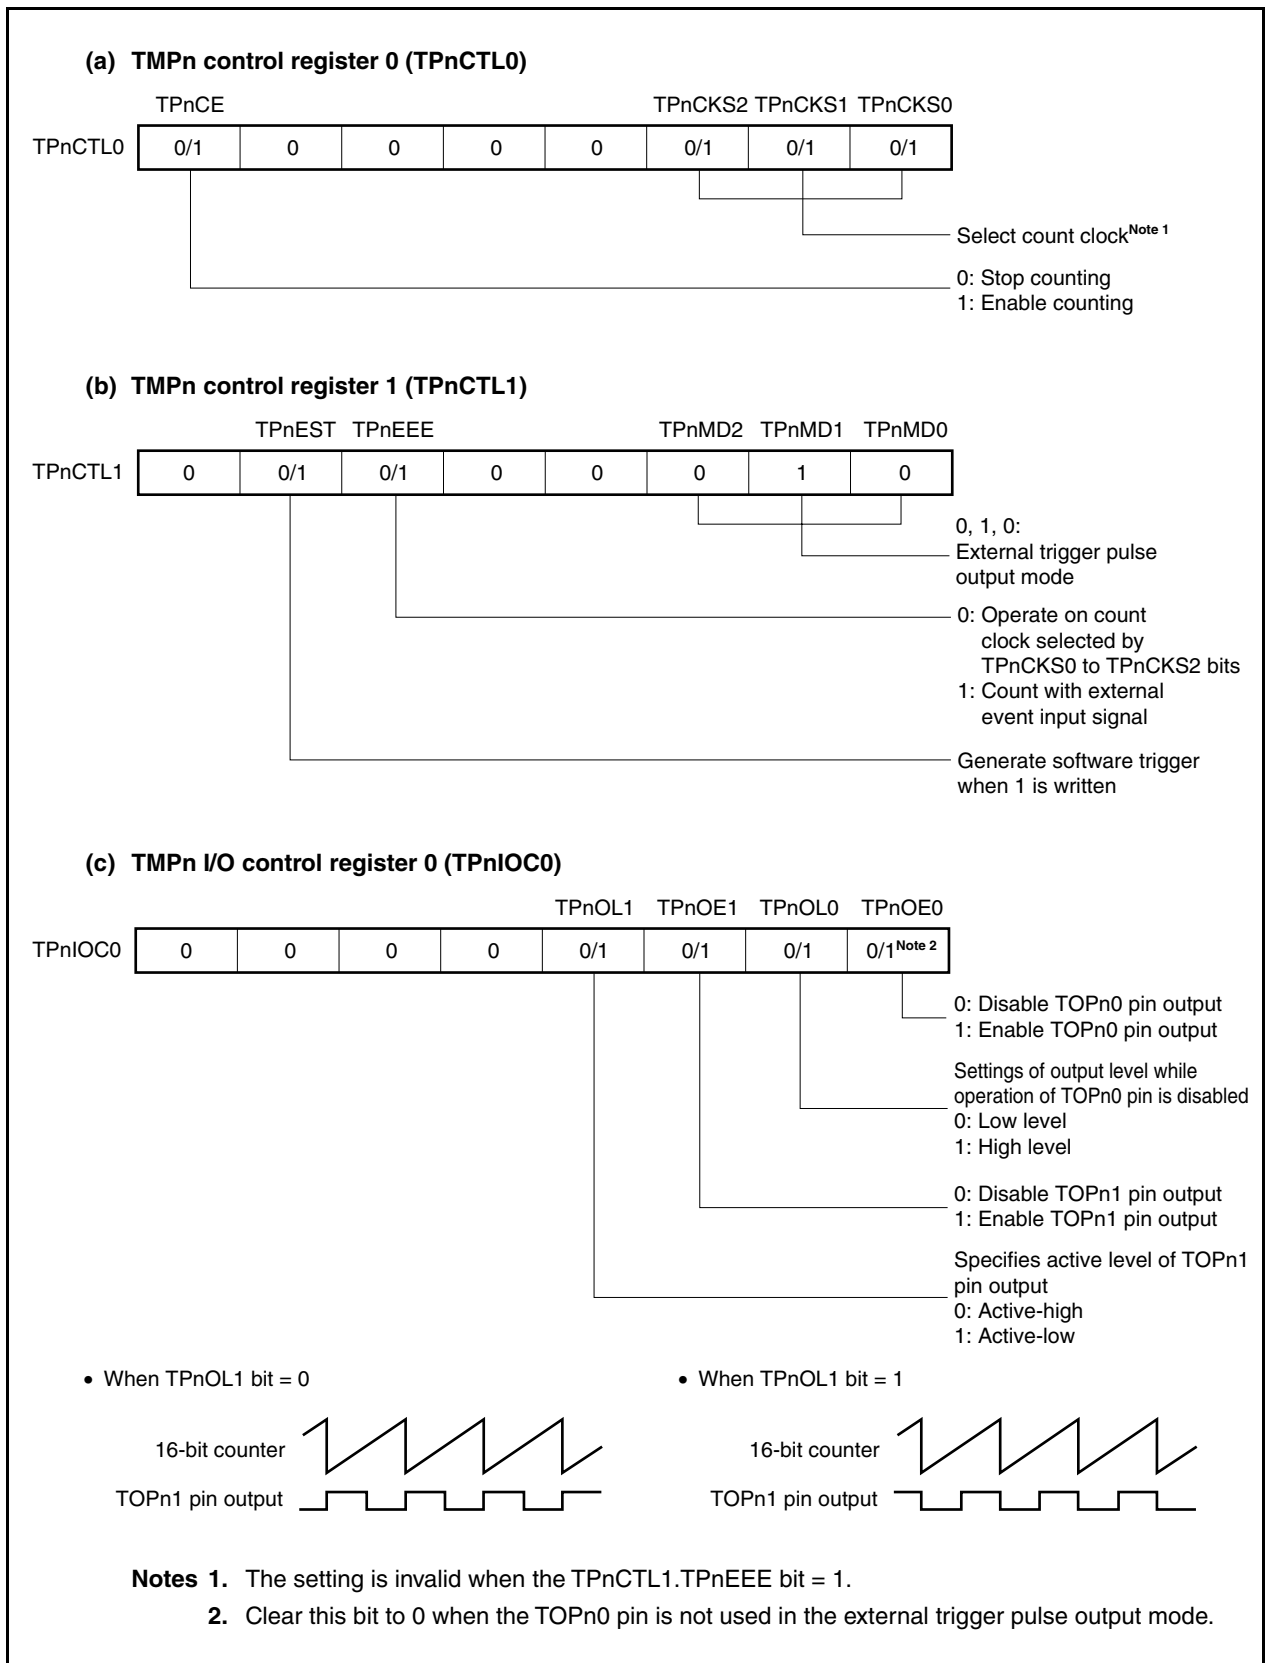 (a) TMPn control register 0 (TPnCTL0)
TPnCE TPnCKS2 TPnCKS1 TPnCKS0
TPnCTL0 0/1 0 0 0 0 0/1 0/1 0/1
Select count clock Note 1
0: Stop counting
1: Enable counting
(b) TMPn control register 1 (TPnCTL1)
TPnEST TPnEEE TPnMD2 TPnMD1 TPnMD0
TPnCTL1 0 0/1 0/1 0 0 0 1 0
0, 1, 0:
External trigger pulse
output mode
0: Operate on count
clock selected by
TPnCKS0 to TPnCKS2 bits
1: Count with external
event input signal
Generate software trigger
when 1 is written
(c) TMPn I/O control register 0 (TPnIOC0)
TPnOL1 TPnOE1 TPnOL0 TPnOE0
TPnIOC0 0 0 0 0 0/1 0/1 0/1 0/1 Note 2
0: Disable TOPn0 pin output
1: Enable TOPn0 pin output
Settings of output level while
operation of TOPn0 pin is disabled
0: Low level
1: High level
0: Disable TOPn1 pin output
1: Enable TOPn1 pin output
Specifies active level of TOPn1
pin output
0: Active-high
1: Active-low
• When TPnOL1 bit = 0 • When TPnOL1 bit = 1
16-bit counter 16-bit counter
TOPn1 pin output TOPn1 pin output
Notes 1. The setting is invalid when the TPnCTL1.TPnEEE bit = 1.
2. Clear this bit to 0 when the TOPn0 pin is not used in the external trigger pulse output mode.